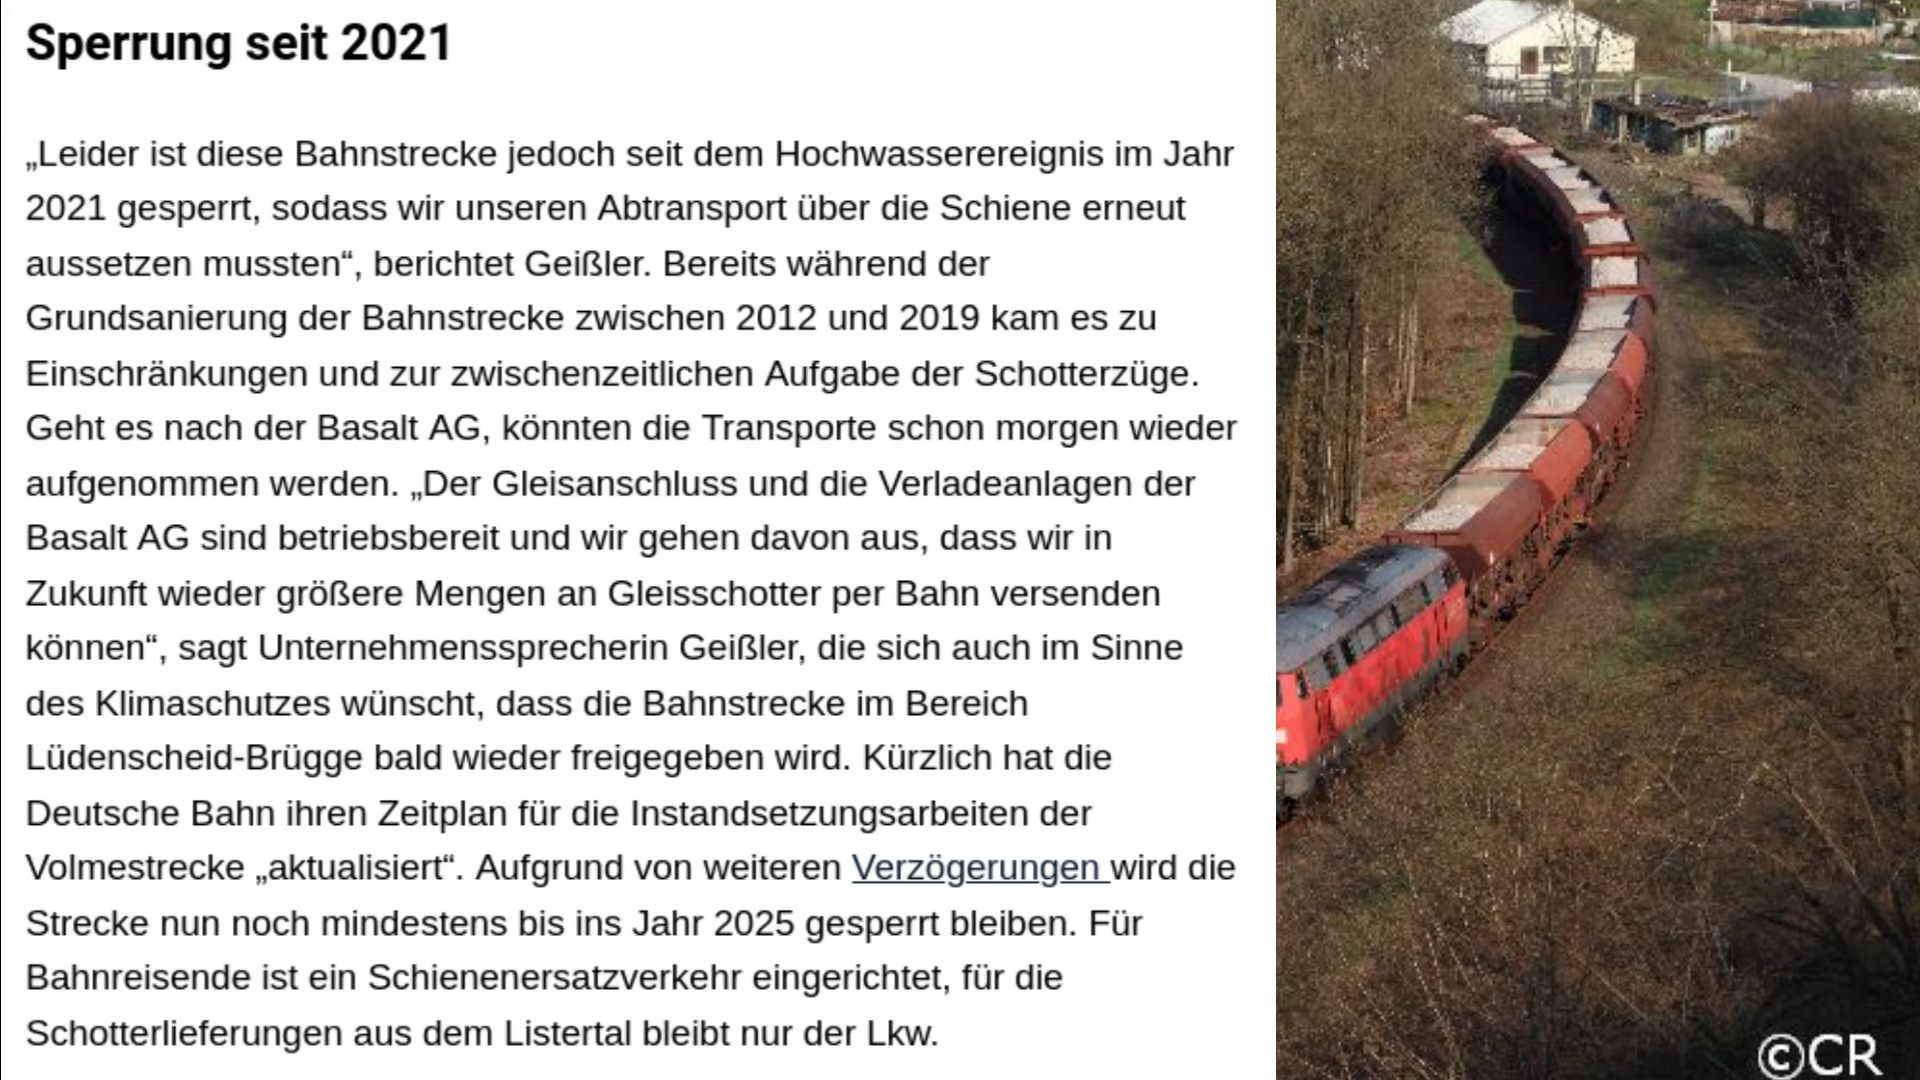 Sperrung seit 2021
„Leider ist diese Bahnstrecke jedoch seit dem Hochwasserereignis im Jahr
2021 gesperrt, sodass wir unseren Abtransport über die Schiene erneut
aussetzen mussten“, berichtet Geißler. Bereits während der
Grundsanierung der Bahnstrecke zwischen 2012 und 2019 kam es zu
Einschränkungen und zur zwischenzeitlichen Aufgabe der Schotterzüge.
Geht es nach der Basalt AG, könnten die Transporte schon morgen wieder
aufgenommen werden. „Der Gleisanschluss und die Verladeanlagen der
Basalt AG sind betriebsbereit und wir gehen davon aus, dass wir in
Zukunft wieder größere Mengen an Gleisschotter per Bahn versenden
können“, sagt Unternehmenssprecherin Geißler, die sich auch im Sinne
des Klimaschutzes wünscht, dass die Bahnstrecke im Bereich
Lüdenscheid-Brügge bald wieder freigegeben wird. Kürzlich hat die
Deutsche Bahn ihren Zeitplan für die Instandsetzungsarbeiten der
Volmestrecke „aktualisiert“. Aufgrund von weiteren Verzögerungen wird die
Strecke nun noch mindestens bis ins Jahr 2025 gesperrt bleiben. Für
Bahnreisende ist ein Schienenersatzverkehr eingerichtet, für die
Schotterlieferungen aus dem Listertal bleibt nur der Lkw.
©CR